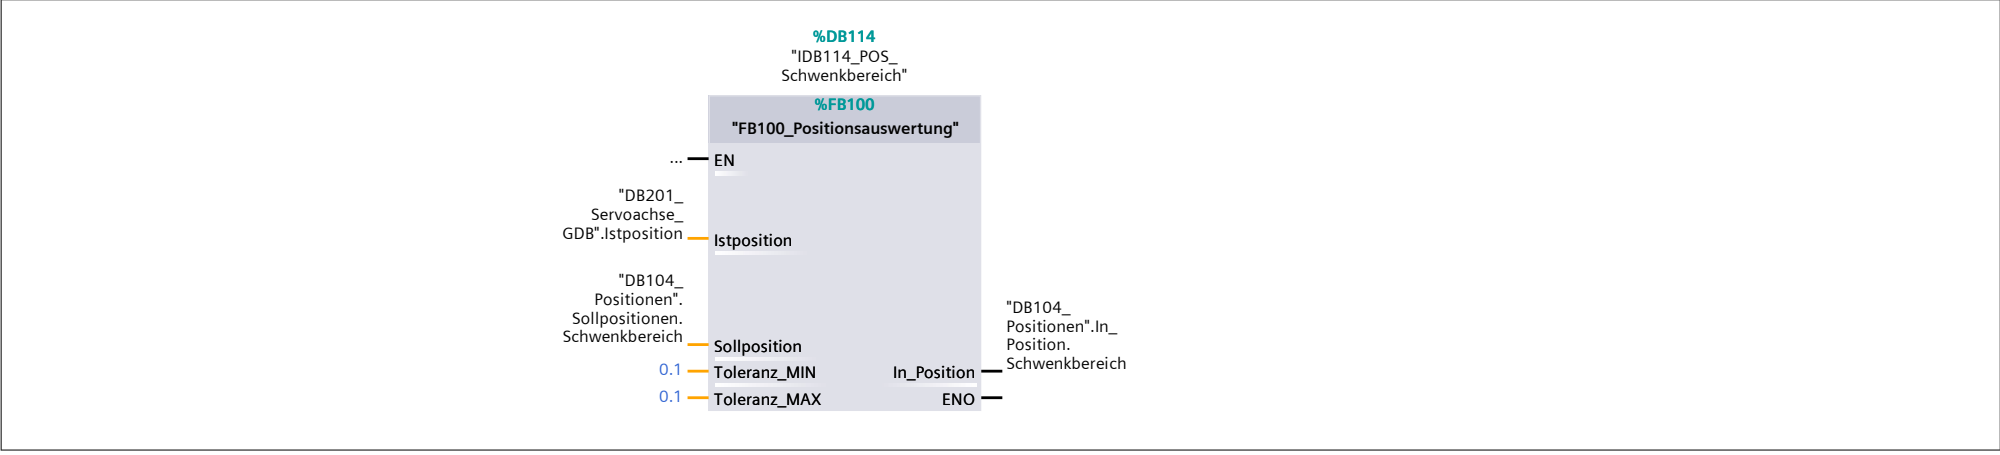 %DB114
"IDB114_POS_
Schwenkbereich"
%FB100
"FB100_Positionsauswertung"
... EN
"DB201_
Servoachse_
GDB".Istposition
Istposition
"DB104_
Positionen".
Sollpositionen.
Schwenkbereich
Sollposition
0.1 Toleranz_MIN
0.1 Toleranz_MAX
In_Position
"DB104_
Positionen".In_
Position.
Schwenkbereich
ENO